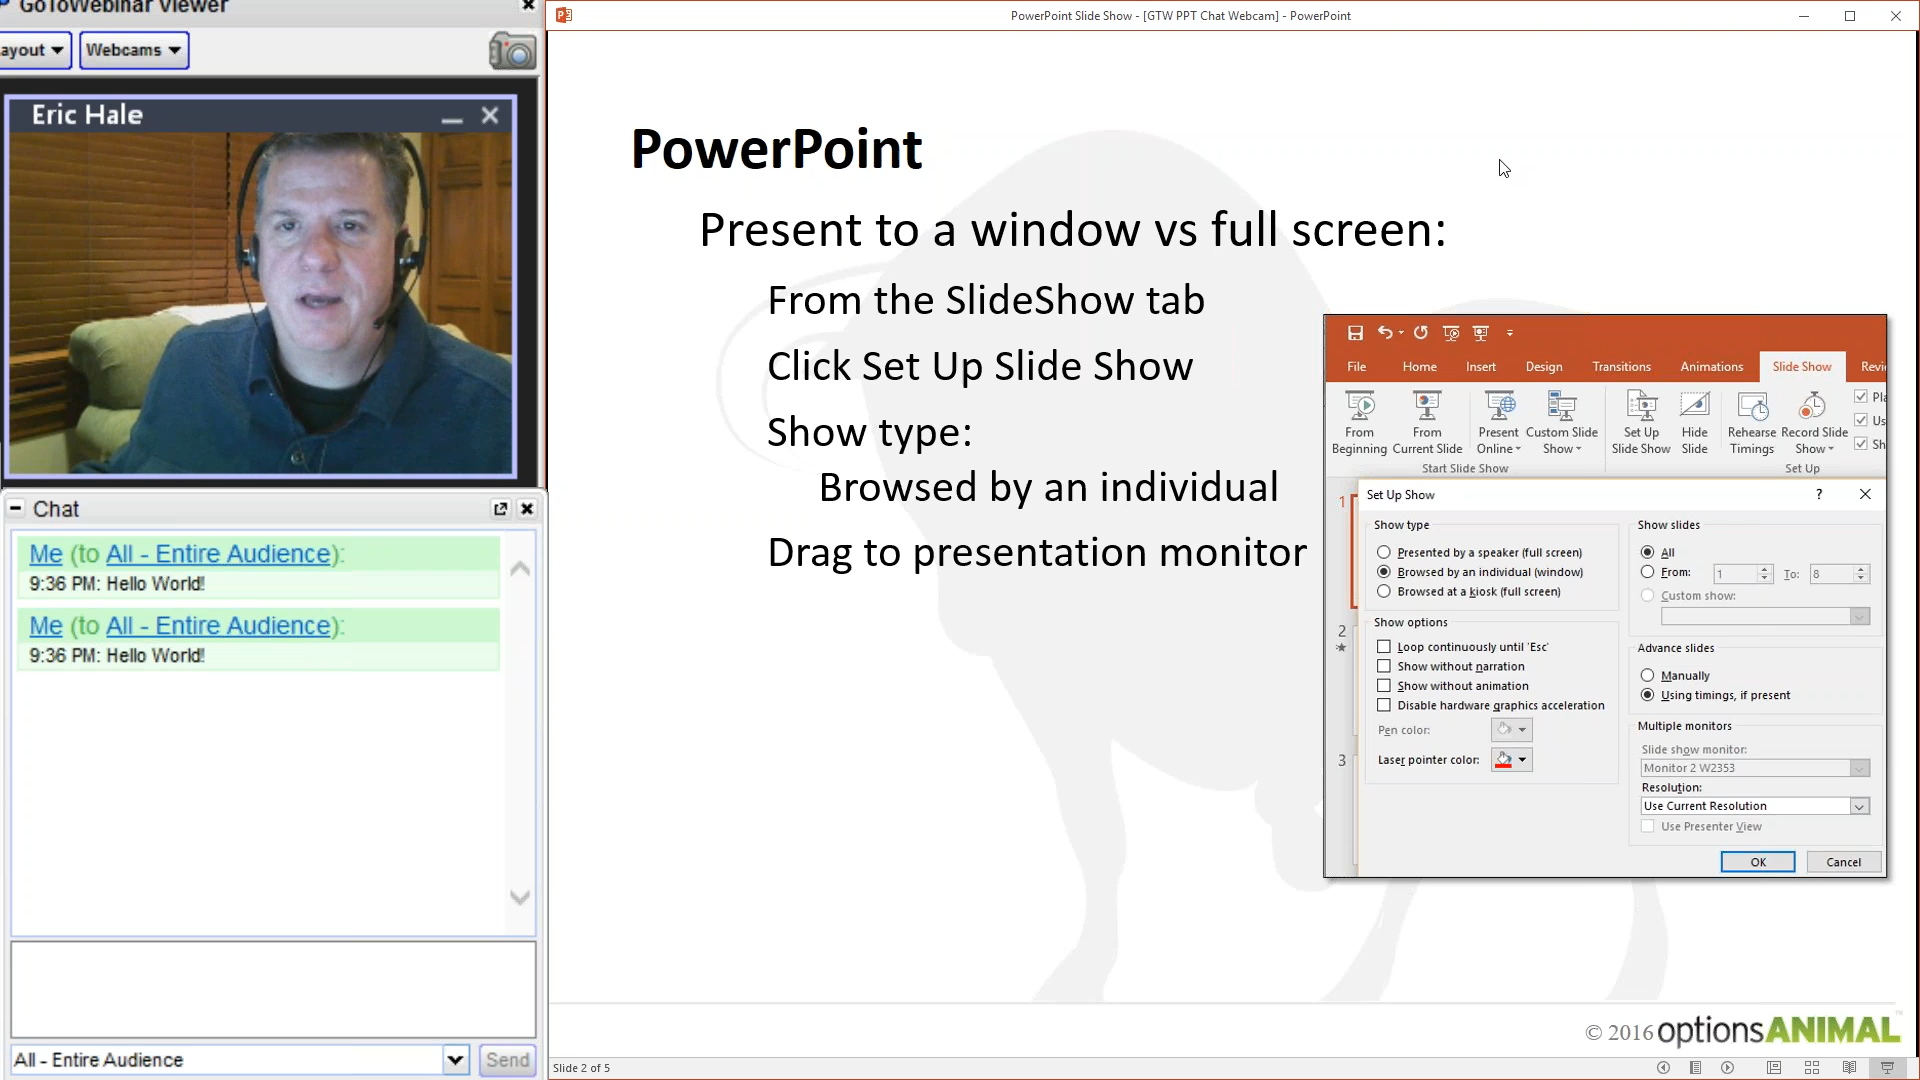 GoToWebinar Viewer
ayout
Webcams
Eric Hale
Chat
Me (to All - Entire Audience):
9:36 PM: Hello World!
Me (to All - Entire Audience):
9:36 PM: Hello World!
All - Entire Audience
Send
PowerPoint Slide Show - [GTW PPT Chat Webcam] - PowerPoint
PowerPoint
Present to a window vs full screen:
From the SlideShow tab
Click Set Up Slide Show
Show type:
Browsed by an individual
Drag to presentation monitor
File Home Insert Design Transitions Animations Slide Show Revi
From Beginning
From Current Slide
Present Online
Custom Slide Show
Set Up Slide Show
Hide Slide
Rehearse Timings
Record Slide Show
Pla
Us
Sh
Start Slide Show
Set Up
1
2
3
Set Up Show ?
Show type
Presented by a speaker (full screen)
Browsed by an individual (window)
Browsed at a kiosk (full screen)
Show options
Loop continuously until 'Esc'
Show without narration
Show without animation
Disable hardware graphics acceleration
Pen color:
Laser pointer color:
Show slides
All
From: 1 To: 8
Custom show:
Advance slides
Manually
Using timings, if present
Multiple monitors
Slide show monitor:
Monitor 2 W2353
Resolution:
Use Current Resolution
Use Presenter View
OK Cancel
© 2016 optionsANIMAL
Slide 2 of 5